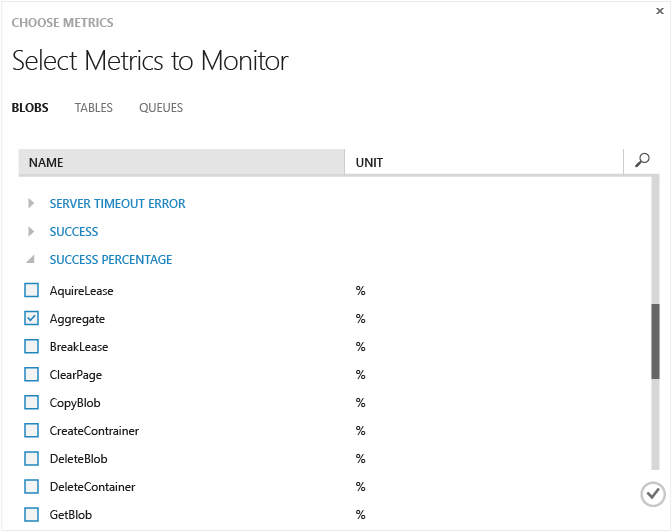 CHOOSE METRICS
Select Metrics to Monitor
BLOBS TABLES QUEUES
NAME UNIT
SERVER TIMEOUT ERROR
SUCCESS
SUCCESS PERCENTAGE
AquireLease %
Aggregate %
BreakLease %
ClearPage %
CopyBlob %
CreateContrainer %
DeleteBlob %
DeleteContainer %
GetBlob %